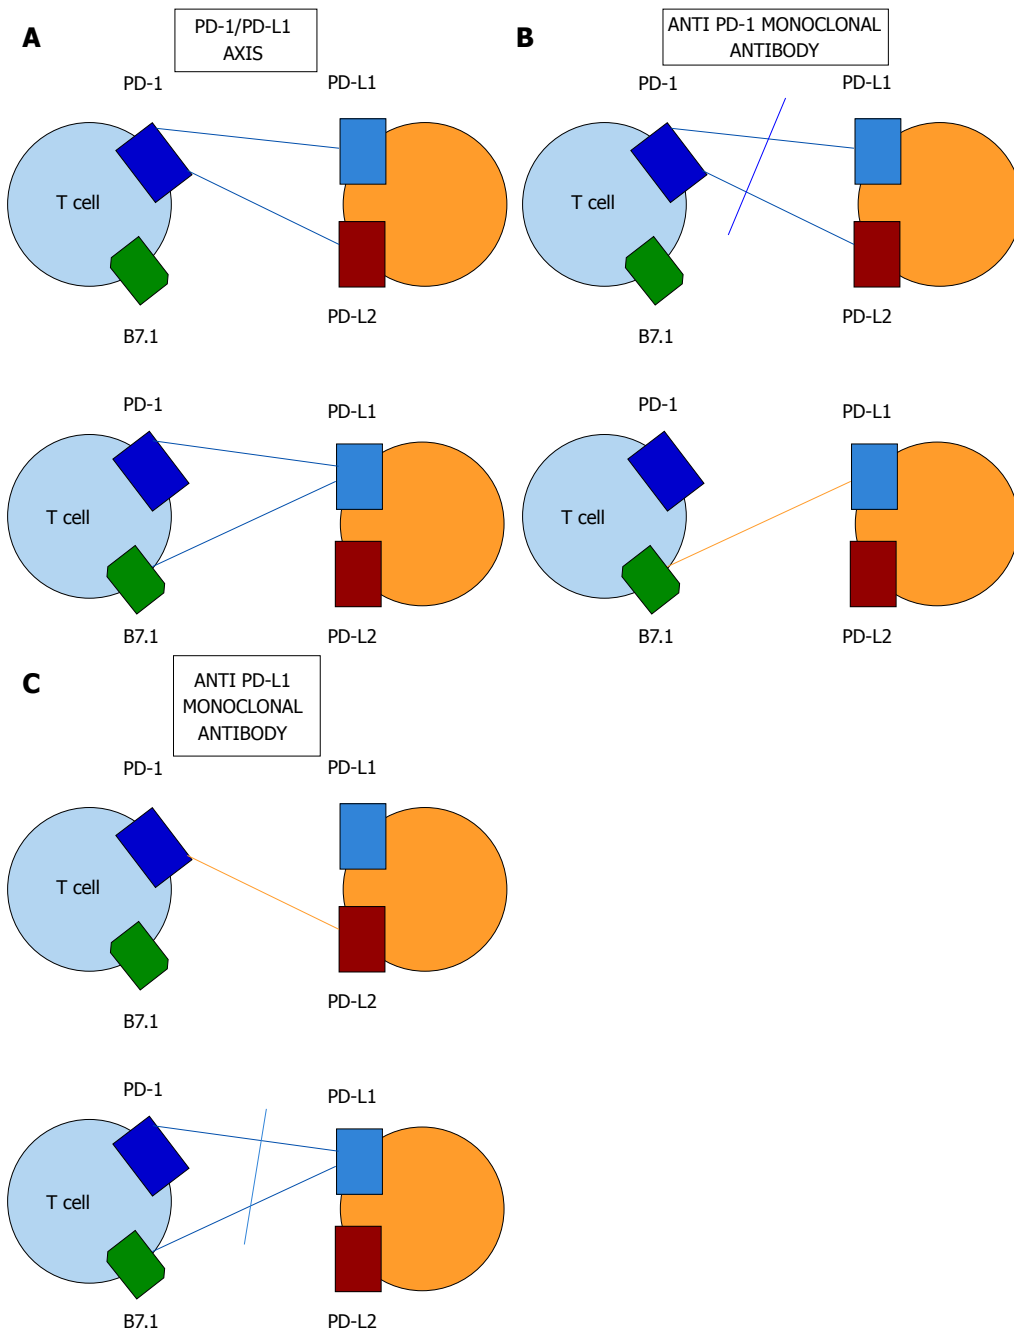 A
PD-1/PD-L1
AXIS
PD-1
PD-L1
T cell
B7.1
PD-L2
PD-1
PD-L1
T cell
B7.1
PD-L2
B
ANTI PD-1 MONOCLONAL
ANTIBODY
PD-1
PD-L1
T cell
B7.1
PD-L2
PD-1
PD-L1
T cell
B7.1
PD-L2
C
ANTI PD-L1
MONOCLONAL
ANTIBODY
PD-1
PD-L1
T cell
PD-L2
B7.1
PD-1
PD-L1
T cell
B7.1
PD-L2